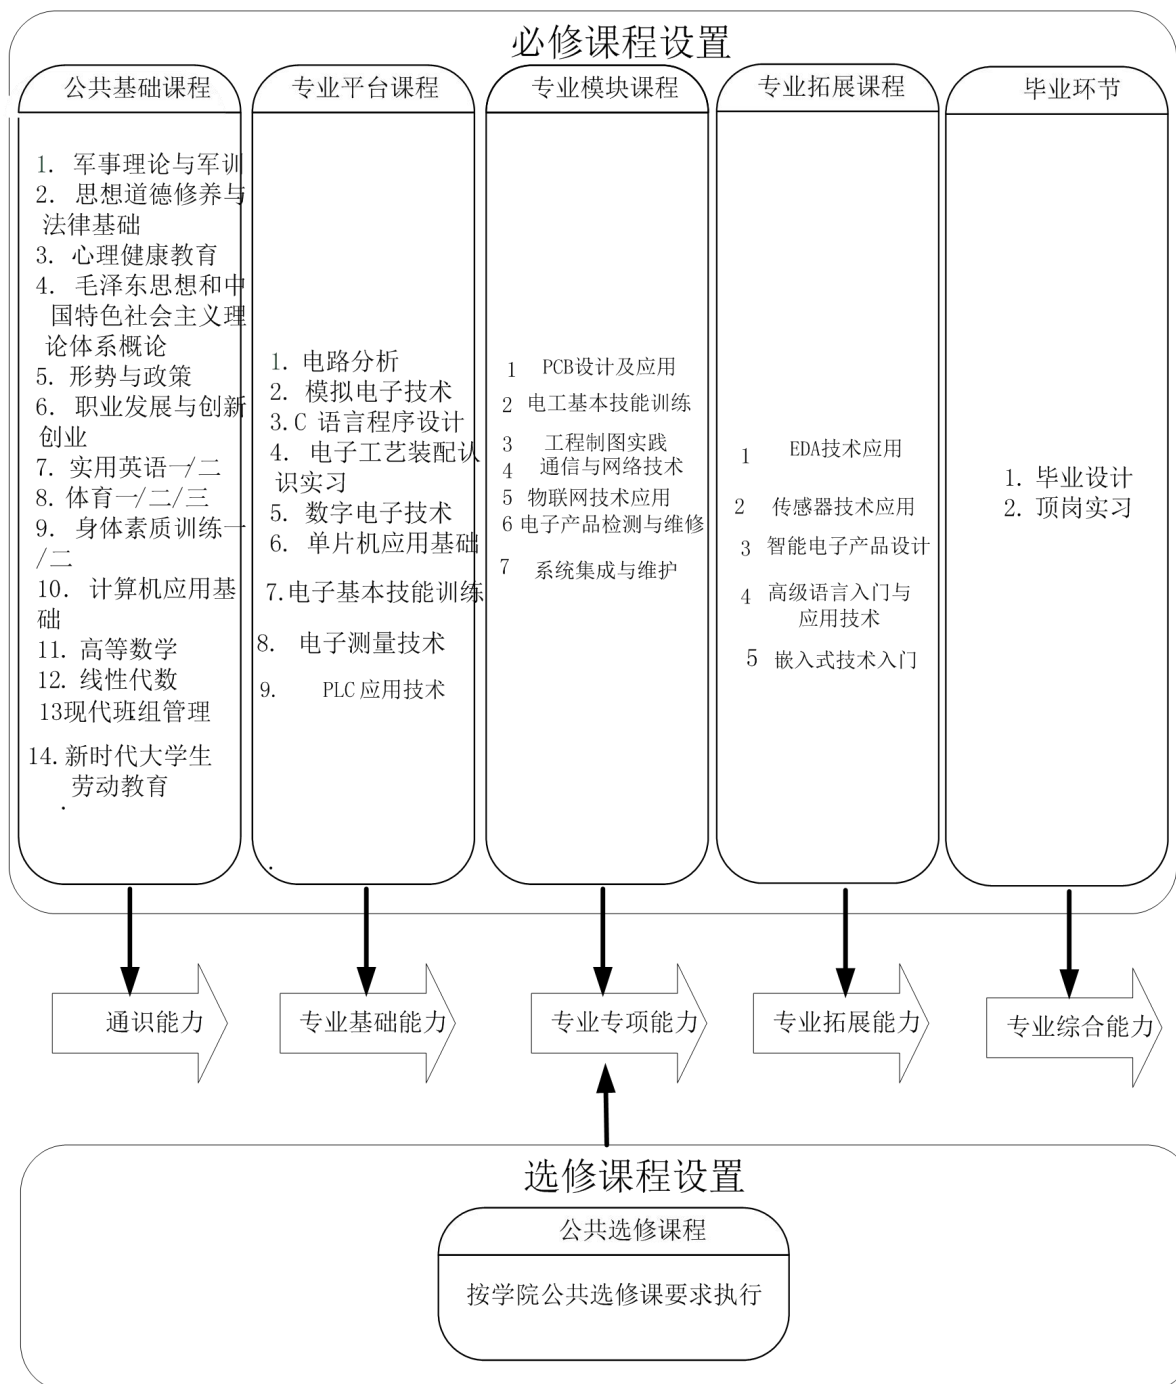 必修课程设置
公共基础课程
1. 军事理论与军训
2. 思想道德修养与
法律基础
3. 心理健康教育
4. 毛泽东思想和中
国特色社会主义理
论体系概论
5. 形势与政策
6. 职业发展与创新
创业
7. 实用英语一/二
8. 体育一/二/三
9. 身体素质训练一
/二
10. 计算机应用基
础
11. 高等数学
12. 线性代数
13现代班组管理
14. 新时代大学生
劳动教育
专业平台课程
1. 电路分析
2. 模拟电子技术
3.C 语言程序设计
4. 电子工艺装配认
识实习
5. 数字电子技术
6. 单片机应用基础
7.电子基本技能训练
8. 电子测量技术
9. PLC应用技术
专业模块课程
1 PCB设计及应用
2 电工基本技能训练
3 工程制图实践
4 通信与网络技术
5 物联网技术应用
6 电子产品检测与维修
7 系统集成与维护
专业拓展课程
1 EDA技术应用
2 传感器技术应用
3 智能电子产品设计
4 高级语言入门与
应用技术
5 嵌入式技术入门
毕业环节
1. 毕业设计
2. 顶岗实习
通识能力
专业基础能力
专业专项能力
专业拓展能力
专业综合能力
选修课程设置
公共选修课程
按学院公共选修课要求执行